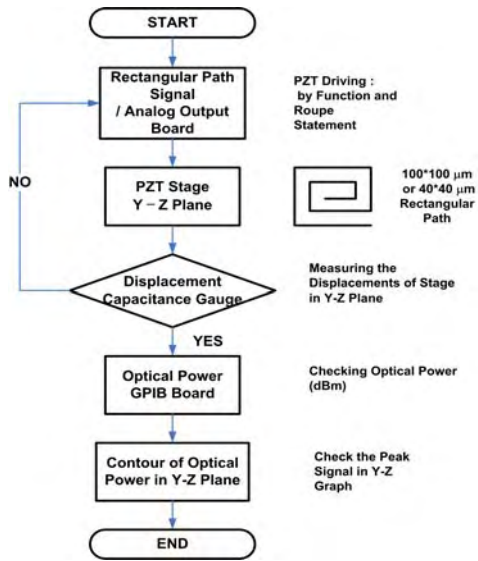 START
Rectangular Path
Signal
/ Analog Output
Board
PZT Driving :
by Function and
Roupe
Statement
NO
PZT Stage
Y – Z Plane
100*100 μm
or 40*40 μm
Rectangular
Path
Displacement
Capacitance Gauge
Measuring the
Displacements of Stage
in Y-Z Plane
YES
Optical Power
GPIB Board
Checking Optical Power
(dBm)
Contour of Optical
Power in Y-Z Plane
Check the Peak
Signal in Y-Z
Graph
END